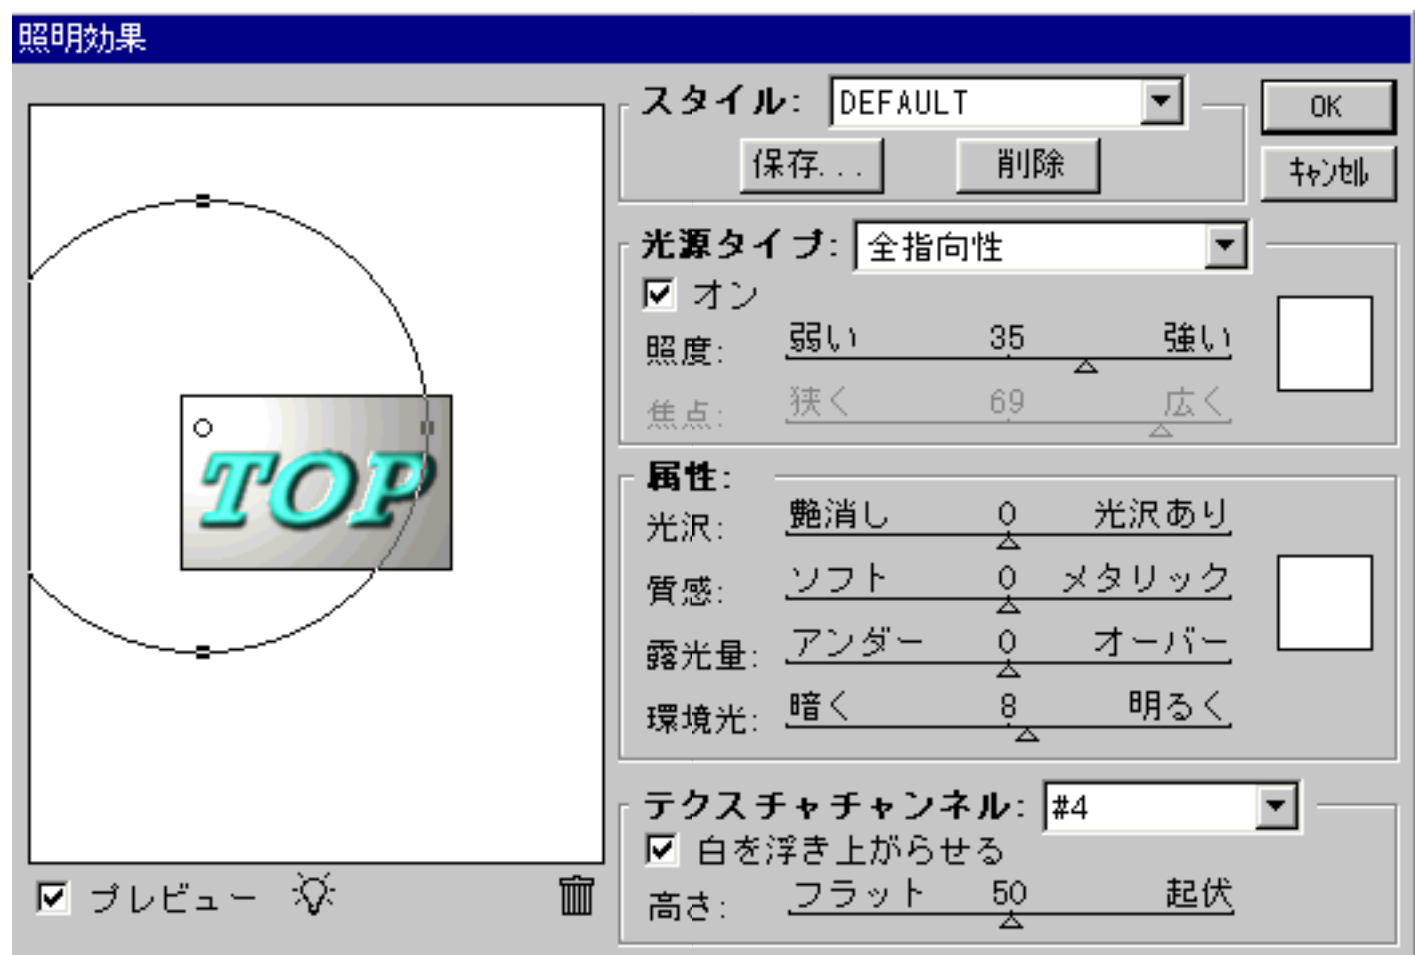 照明効果
スタイル: DEFAULT
OK
保存... 削除
ｷｬﾝｾﾙ
光源タイプ: 全指向性
オン
照度: 弱い 35 強い
焦点: 狭く 69 広く
TOP
属性:
光沢: 艶消し 0 光沢あり
質感: ソフト 0 メタリック
露光量: アンダー 0 オーバー
環境光: 暗く 8 明るく
テクスチャチャンネル: #4
白を浮き上がらせる
プレビュー
高さ: フラット 50 起伏